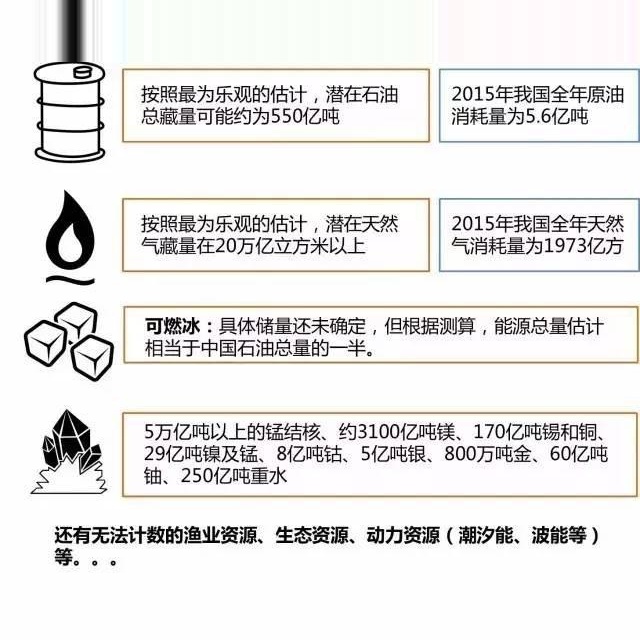 按照最为乐观的估计，潜在石油
总藏量可能约为550亿吨
2015年我国全年原油
消耗量为5.6亿吨
按照最为乐观的估计，潜在天然
气藏量在20万亿立方米以上
2015年我国全年天然
气消耗量为1973亿方
可燃冰：具体储量还未确定，但根据测算，能源总量估计
相当于中国石油总量的一半。
5万亿吨以上的锰结核、约3100亿吨镁、170亿吨锡和铜、
29亿吨镍及锰、8亿吨钴、5亿吨银、800万吨金、60亿吨
铀、250亿吨重水
还有无法计数的渔业资源、生态资源、动力资源（潮汐能、波能等）
等。。。